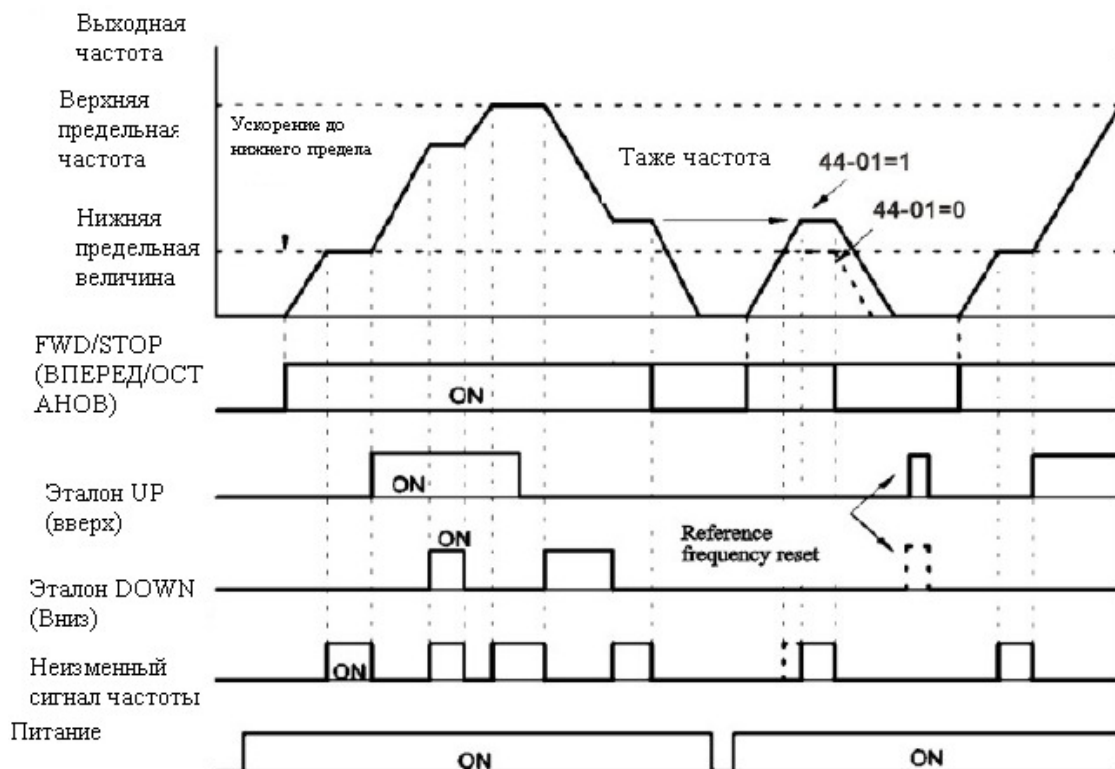 Выходная
частота
Верхняя
предельная
частота
Ускорение до
нижнего предела
Таже частота
44-01=1
44-01=0
Нижняя
предельная
величина
FWD/STOP
(ВПЕРЕД/ОСТ
АНОВ)
ON
Эталон UP
(вверх)
ON
ON
Reference
frequency reset
Эталон DOWN
(Вниз)
Неизменный
сигнал частоты
ON
Питание
ON
ON